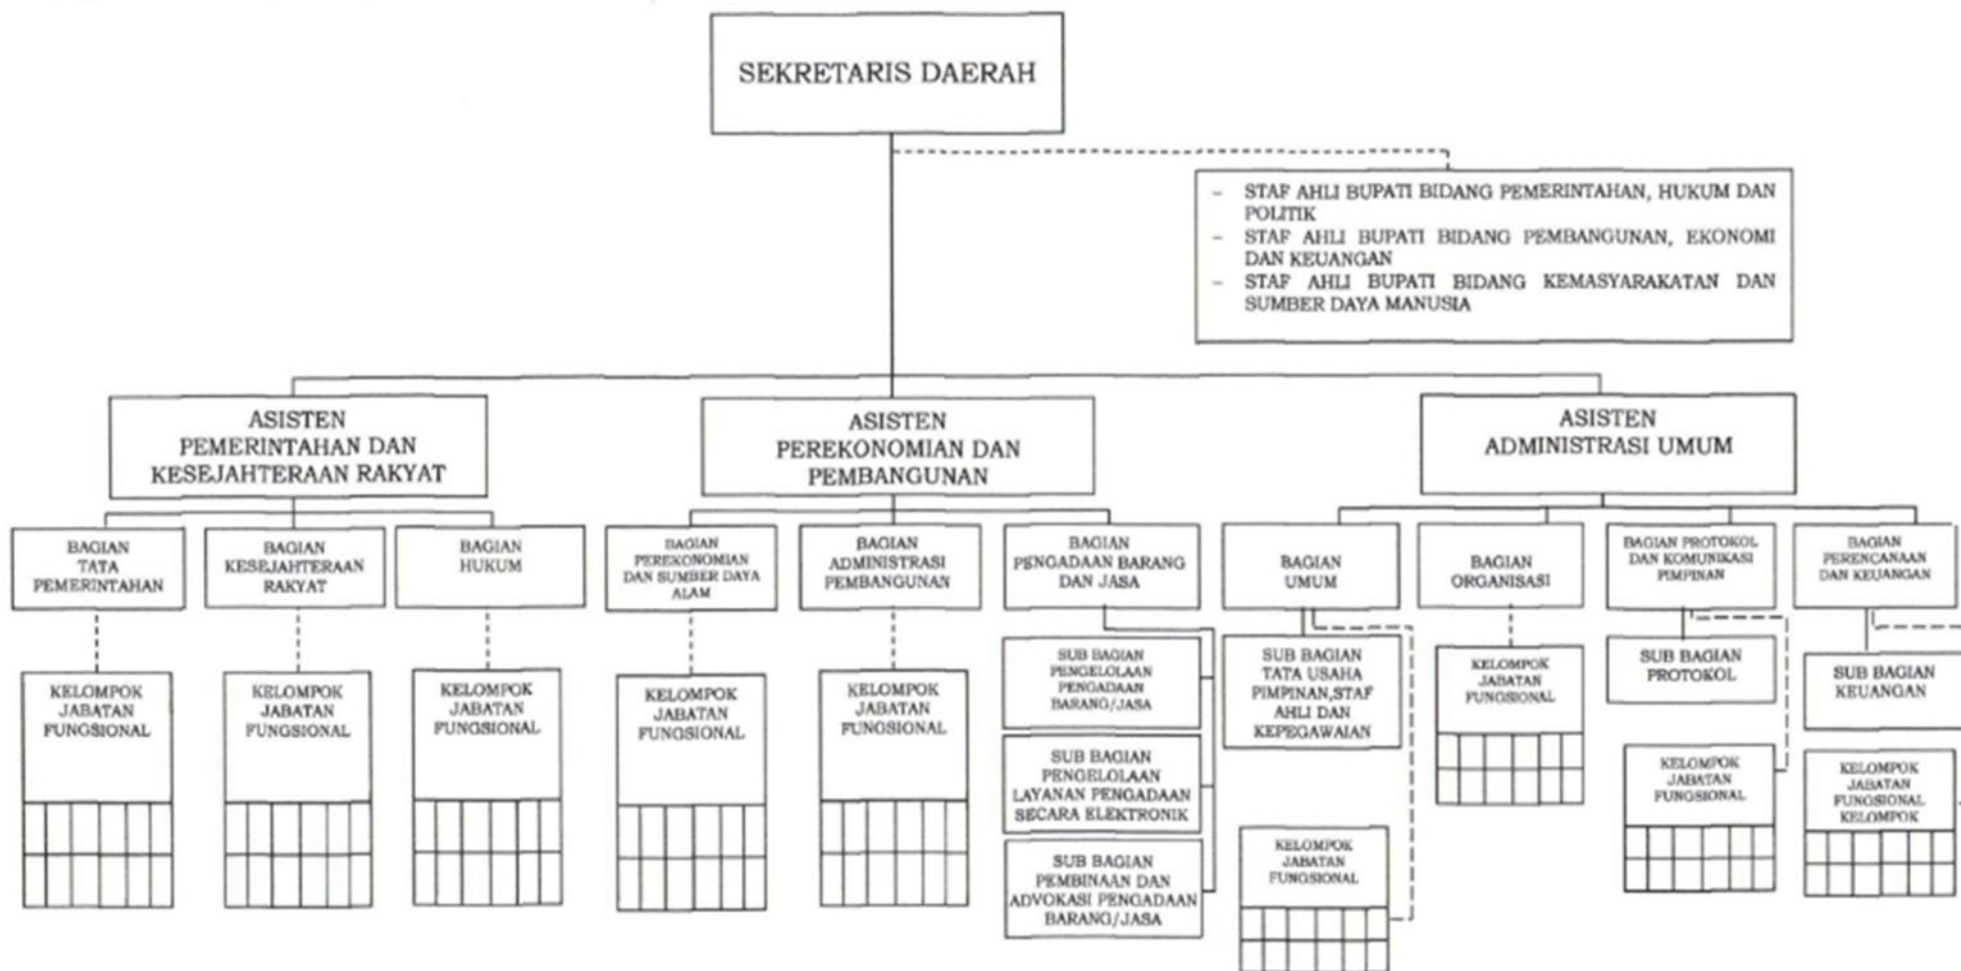 SEKRETARIS DAERAH
- STAF AHLI BUPATI BIDANG PEMERINTAHAN, HUKUM DAN
POLITIK
- STAF AHLI BUPATI BIDANG PEMBANGUNAN, EKONOMI
DAN KEUANGAN
- STAF AHLI BUPATI BIDANG KEMASYARAKATAN DAN
SUMBER DAYA MANUSIA
ASISTEN
PEMERINTAHAN DAN
KESEJAHTERAAN RAKYAT
ASISTEN
PEREKONOMIAN DAN
PEMBANGUNAN
ASISTEN
ADMINISTRASI UMUM
BAGIAN
TATA
PEMERINTAHAN
BAGIAN
KESEJAHTERAAN
RAKYAT
BAGIAN
HUKUM
BAGIAN
PEREKONOMIAN
DAN SUMBER DAYA
ALAM
BAGIAN
ADMINISTRASI
PEMBANGUNAN
BAGIAN
PENGADAAN BARANG
DAN JASA
BAGIAN
UMUM
BAGIAN
ORGANISASI
BAGIAN PROTOKOL
DAN KOMUNIKASI
PIMPINAN
BAGIAN
PERENCANAAN
DAN KEUANGAN
KELOMPOK
JABATAN
FUNGSIONAL
KELOMPOK
JABATAN
FUNGSIONAL
KELOMPOK
JABATAN
FUNGSIONAL
KELOMPOK
JABATAN
FUNGSIONAL
KELOMPOK
JABATAN
FUNGSIONAL
SUB BAGIAN
PENGELOLAAN
PENGADAAN
BARANG/JASA
SUB BAGIAN
PENGELOLAAN
LAYANAN PENGADAAN
SECARA ELEKTRONIK
SUB BAGIAN
PEMBINAAN DAN
ADVOKASI PENGADAAN
BARANG/JASA
SUB BAGIAN
TATA USAHA
PIMPINAN,STAF
AHLI DAN
KEPEGAWAIAN
KELOMPOK
JABATAN
FUNGSIONAL
KELOMPOK
JABATAN
FUNGSIONAL
SUB BAGIAN
PROTOKOL
KELOMPOK
JABATAN
FUNGSIONAL
SUB BAGIAN
KEUANGAN
KELOMPOK
JABATAN
FUNGSIONAL
KELOMPOK